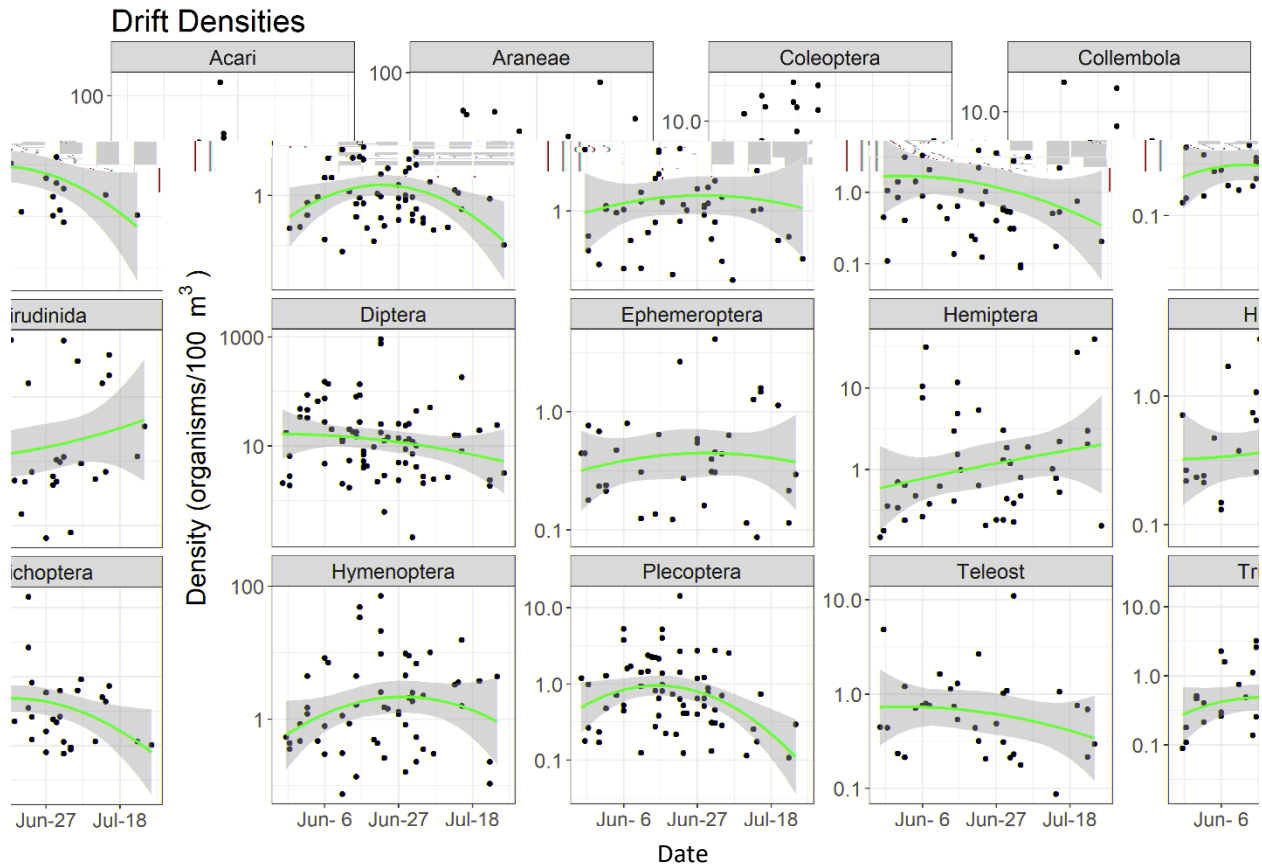 Drift Densities
Acari Araneae Coleoptera Collembola
100 100 10.0 10.0
1 1 1.0 0.1
0.1
Density (organisms/100 m³ )
irudinida Diptera Ephemeroptera Hemiptera H
1000
10 1.0 10 1.0
10
1
0.1 0.1
ichoptera Hymenoptera Plecoptera Teleost Tri
100 10.0 10.0 10.0
1 1.0 1.0 1.0
0.1 0.1 0.1
Jun-27 Jul-18 Jun- 6 Jun-27 Jul-18 Jun- 6 Jun-27 Jul-18 Jun- 6 Jun-27 Jul-18 Jun- 6
Date